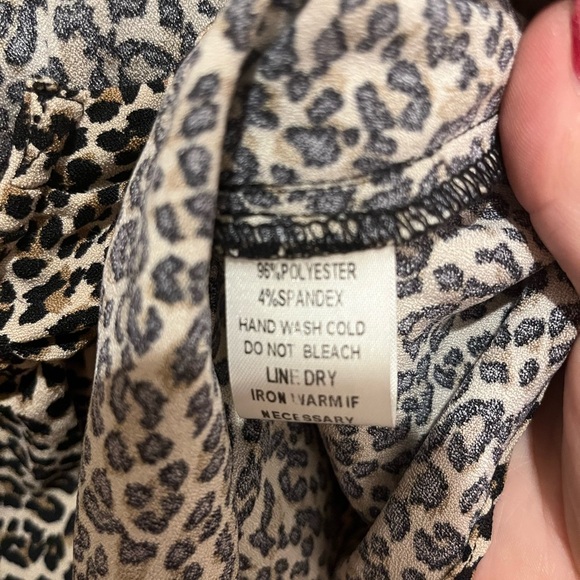 96%POLYESTER
4%SPANDEX
HAND WASH COLD
DO NOT BLEACH
LINE DRY
IRON WARM IF
NECESSARY